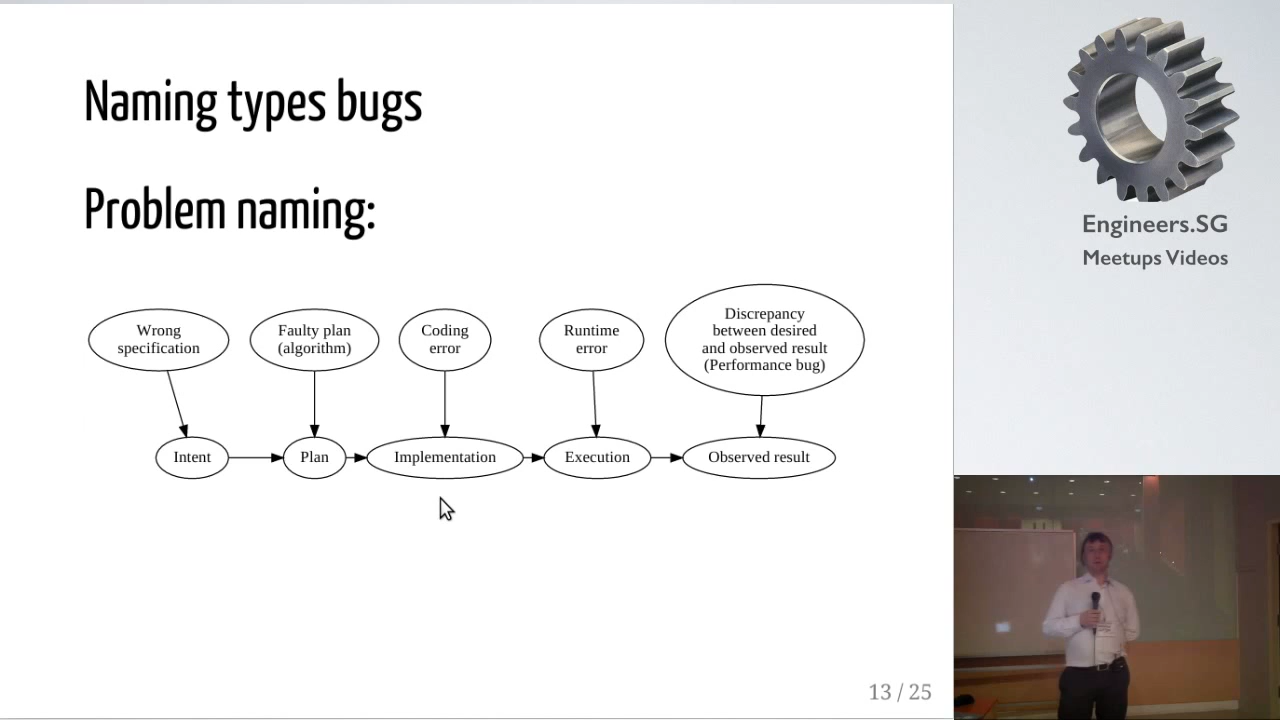 Naming types bugs
Problem naming:
Wrong
specification
Faulty plan
(algorithm)
Coding
error
Runtime
error
Discrepancy
between desired
and observed result
(Performance bug)
Intent
Plan
Implementation
Execution
Observed result
13 / 25
Engineers.SG
Meetups Videos